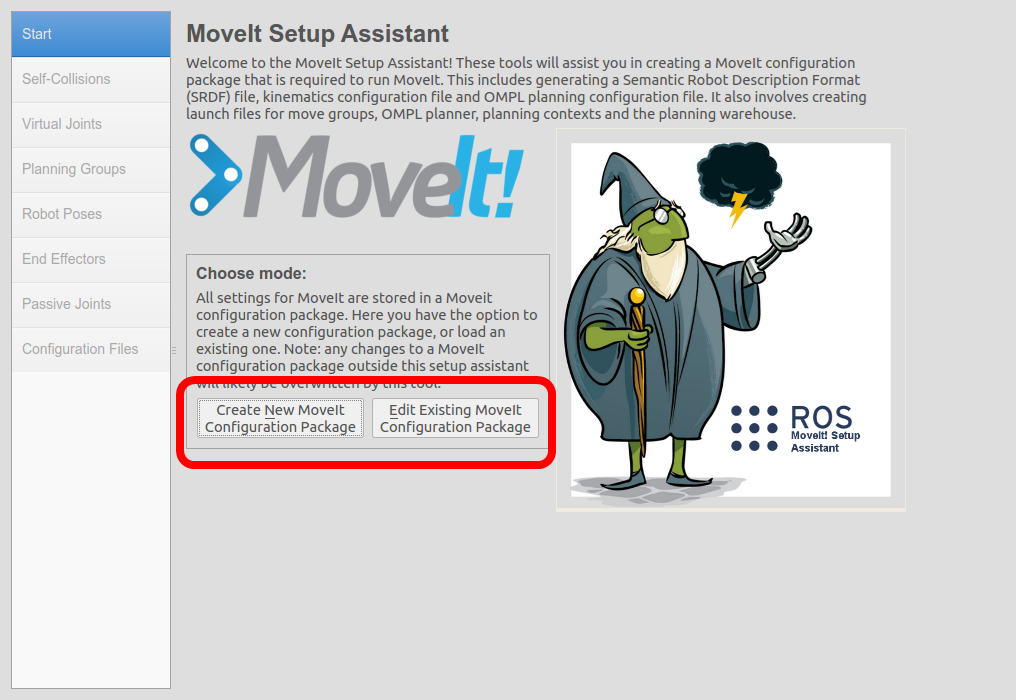 Start
Self-Collisions
Virtual Joints
Planning Groups
Robot Poses
End Effectors
Passive Joints
Configuration Files
MoveIt Setup Assistant
Welcome to the MoveIt Setup Assistant! These tools will assist you in creating a MoveIt configuration
package that is required to run MoveIt. This includes generating a Semantic Robot Description Format
(SRDF) file, kinematics configuration file and OMPL planning configuration file. It also involves creating
launch files for move groups, OMPL planner, planning contexts and the planning warehouse.
MoveIt!
Choose mode:
All settings for MoveIt are stored in a Moveit
configuration package. Here you have the option to
create a new configuration package, or load an
existing one. Note: any changes to a MoveIt
configuration package outside this setup assistant
will likely be overwritten by this tool.
Create New MoveIt
Configuration Package
Edit Existing MoveIt
Configuration Package
ROS
MoveIt! Setup
Assistant